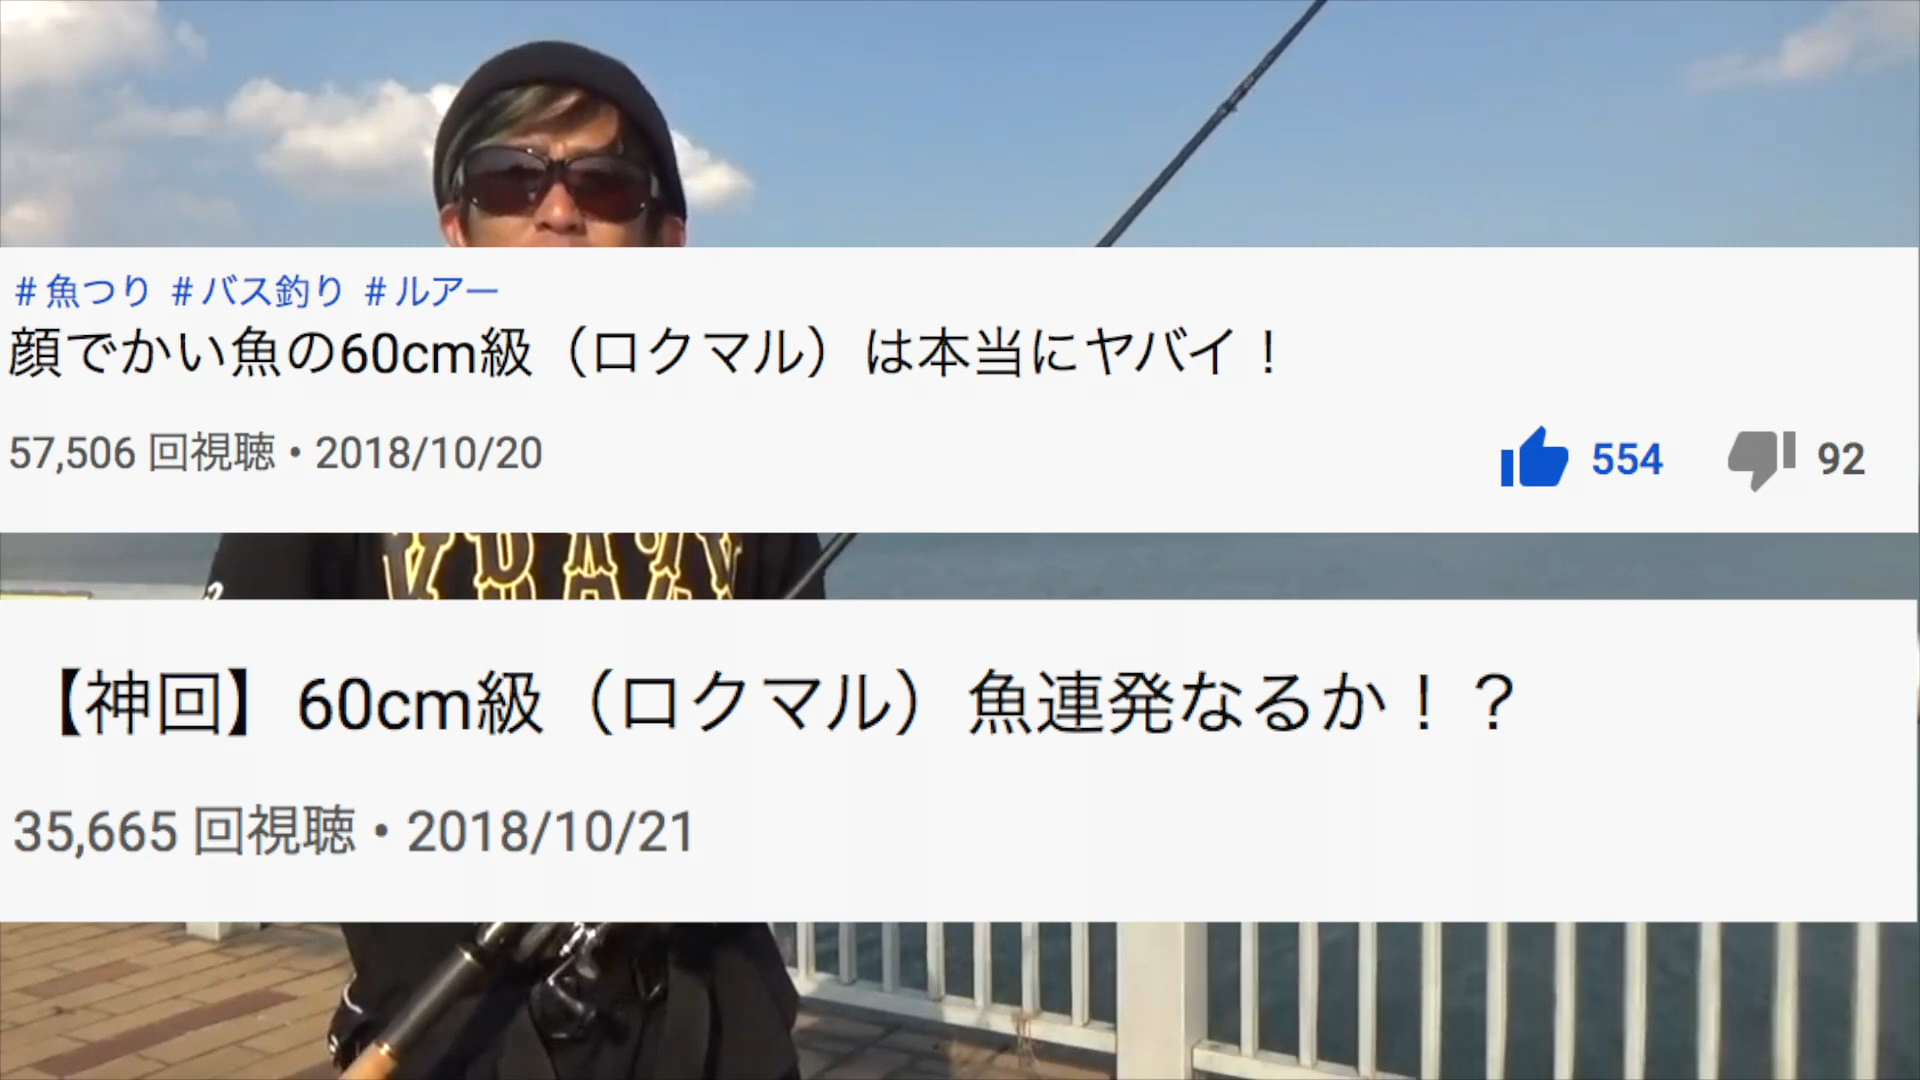 #魚つり #バス釣り #ルアー
顔でかい魚の60cm級（ロクマル）は本当にヤバイ！
57,506 回視聴・2018/10/20
554
92
【神回】60cm級（ロクマル）魚連発なるか！？
35,665 回視聴・2018/10/21